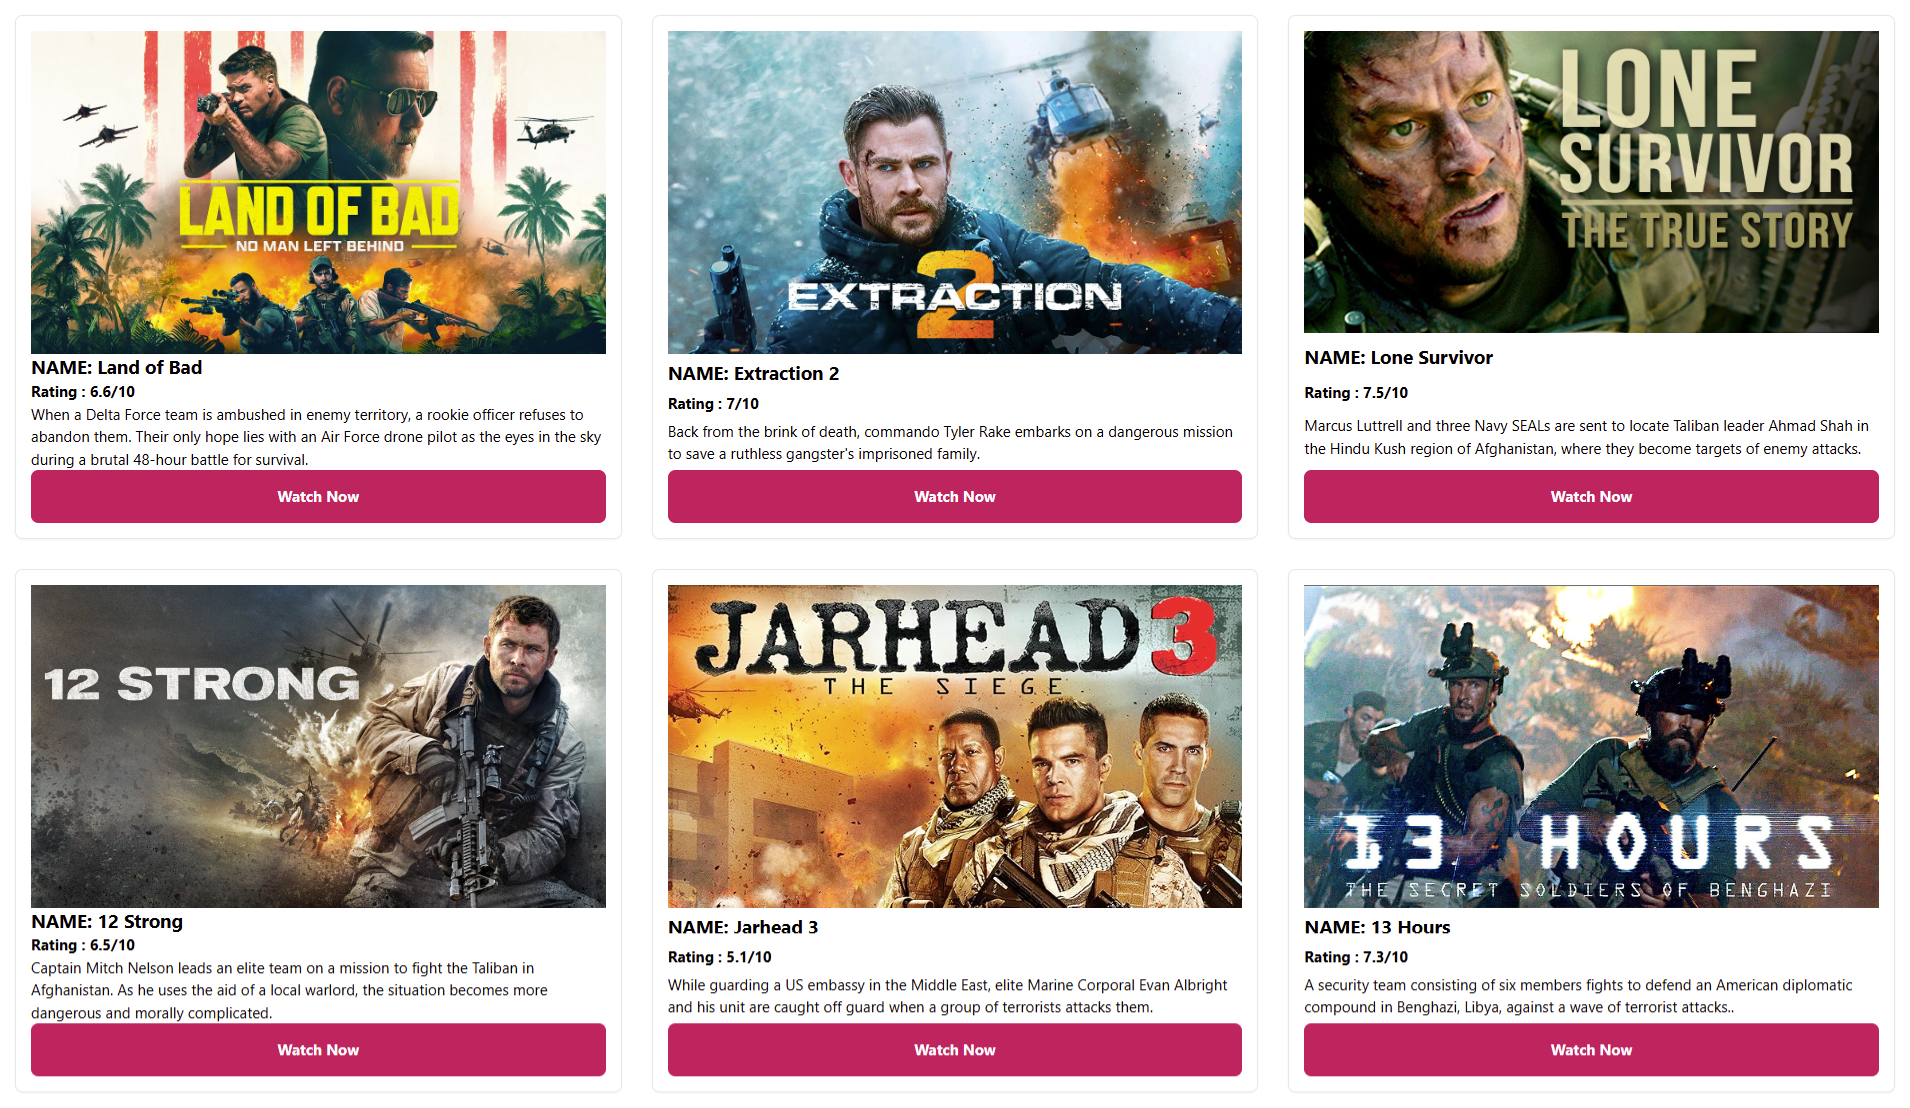 LAND OF BAD
NO MAN LEFT BEHIND
NAME: Land of Bad
Rating : 6.6/10
When a Delta Force team is ambushed in enemy territory, a rookie officer refuses to
abandon them. Their only hope lies with an Air Force drone pilot as the eyes in the sky
during a brutal 48-hour battle for survival.
Watch Now
2
EXTRACTION
NAME: Extraction 2
Rating : 7/10
Back from the brink of death, commando Tyler Rake embarks on a dangerous mission
to save a ruthless gangster's imprisoned family.
Watch Now
LONE
SURVIVOR
THE TRUE STORY
NAME: Lone Survivor
Rating : 7.5/10
Marcus Luttrell and three Navy SEALs are sent to locate Taliban leader Ahmad Shah in
the Hindu Kush region of Afghanistan, where they become targets of enemy attacks.
Watch Now
12 STRONG
NAME: 12 Strong
Rating : 6.5/10
Captain Mitch Nelson leads an elite team on a mission to fight the Taliban in
Afghanistan. As he uses the aid of a local warlord, the situation becomes more
dangerous and morally complicated.
Watch Now
JARHEAD 3
THE SIEGE
NAME: Jarhead 3
Rating : 5.1/10
While guarding a US embassy in the Middle East, elite Marine Corporal Evan Albright
and his unit are caught off guard when a group of terrorists attacks them.
Watch Now
13 HOURS
THE SECRET SOLDIERS OF BENGHAZI
NAME: 13 Hours
Rating : 7.3/10
A security team consisting of six members fights to defend an American diplomatic
compound in Benghazi, Libya, against a wave of terrorist attacks..
Watch Now